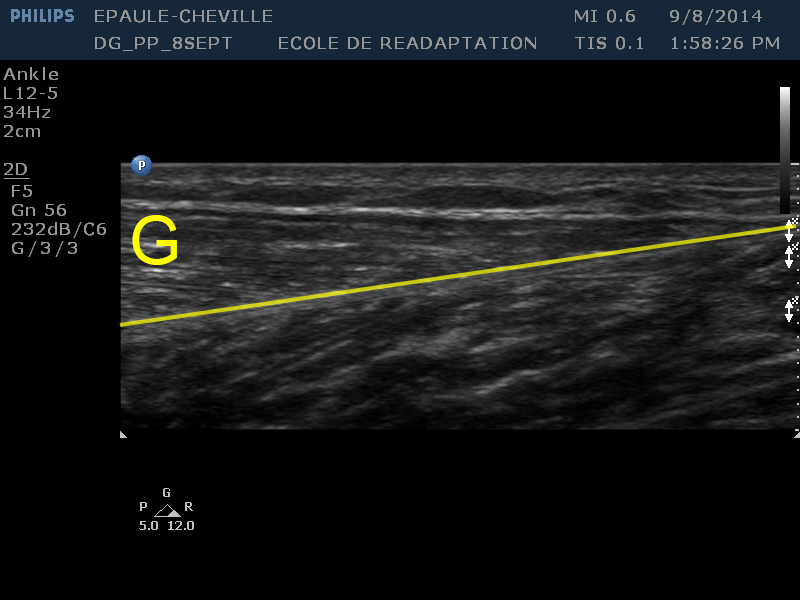 PHILIPS EPAULE-CHEVILLE MI 0.6 9/8/2014
DG_PP_8SEPT ECOLE DE READAPTATION TIS 0.1 1:58:26 PM
Ankle
L12-5
34Hz
2cm
2D
F5
Gn 56
232dB/C6
G/3/3
P
G
G
P R
5.0 12.0